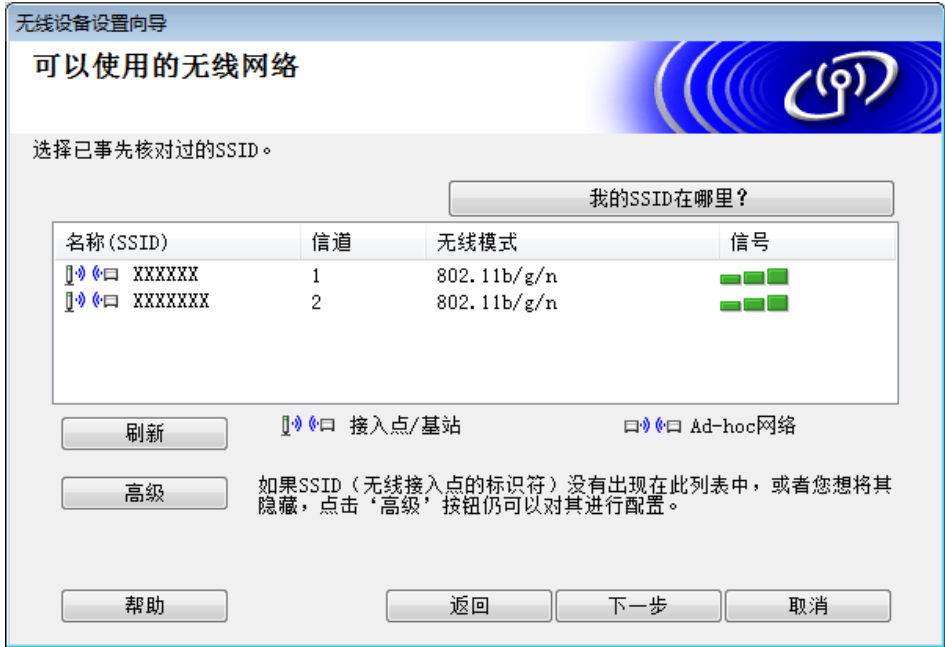 无线设备设置向导
可以使用的无线网络
选择已事先核对过的SSID。
我的SSID在哪里?
名称(SSID) 信道 无线模式 信号
XXXXXX 1 802.11b/g/n
XXXXXXX 2 802.11b/g/n
刷新 接入点/基站 Ad-hoc网络
高级 如果SSID（无线接入点的标识符）没有出现在此列表中，或者您想将其
隐藏，点击‘高级’按钮仍可以对其进行配置。
帮助 返回 下一步 取消